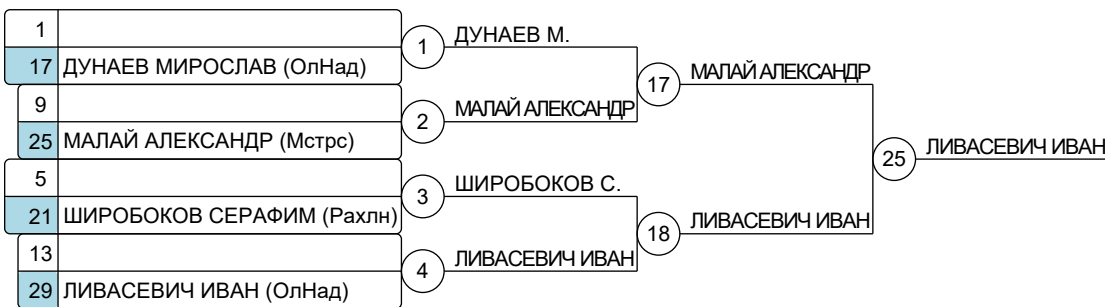 1
17 ДУНАЕВ МИРОСЛАВ (ОлНад)
9
25 МАЛАЙ АЛЕКСАНДР (Мстрс)
5
21 ШИРОБОКОВ СЕРАФИМ (Рахлн)
13
29 ЛИВАСЕВИЧ ИВАН (ОлНад)
1 ДУНАЕВ М.
2 МАЛАЙ АЛЕКСАНДР
3 ШИРОБОКОВ С.
4 ЛИВАСЕВИЧ ИВАН
17 МАЛАЙ АЛЕКСАНДР
18 ЛИВАСЕВИЧ ИВАН
25 ЛИВАСЕВИЧ ИВАН